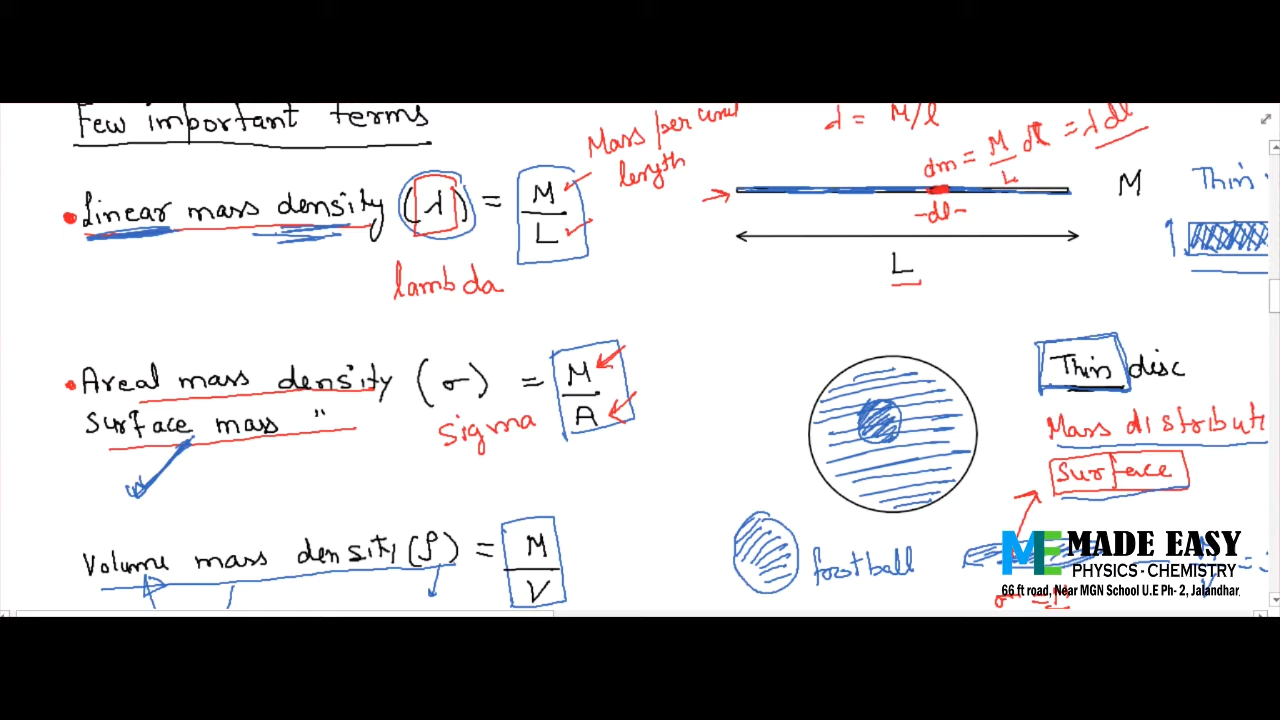 Few important terms
λ = M/l
Mass per unit
length
dm = M/L dl = λ dl
• Linear mass density (λ) = M/L
-dl-
M
Thin
lambda
L
• Areal mass density (σ) = M/A
Surface mass "
sigma
Thin disc
Mass distributi
Surface
Volume mass density (ρ) = M/V
football
MADE EASY
PHYSICS - CHEMISTRY
66 ft road, Near MGN School U.E Ph- 2, Jalandhar.